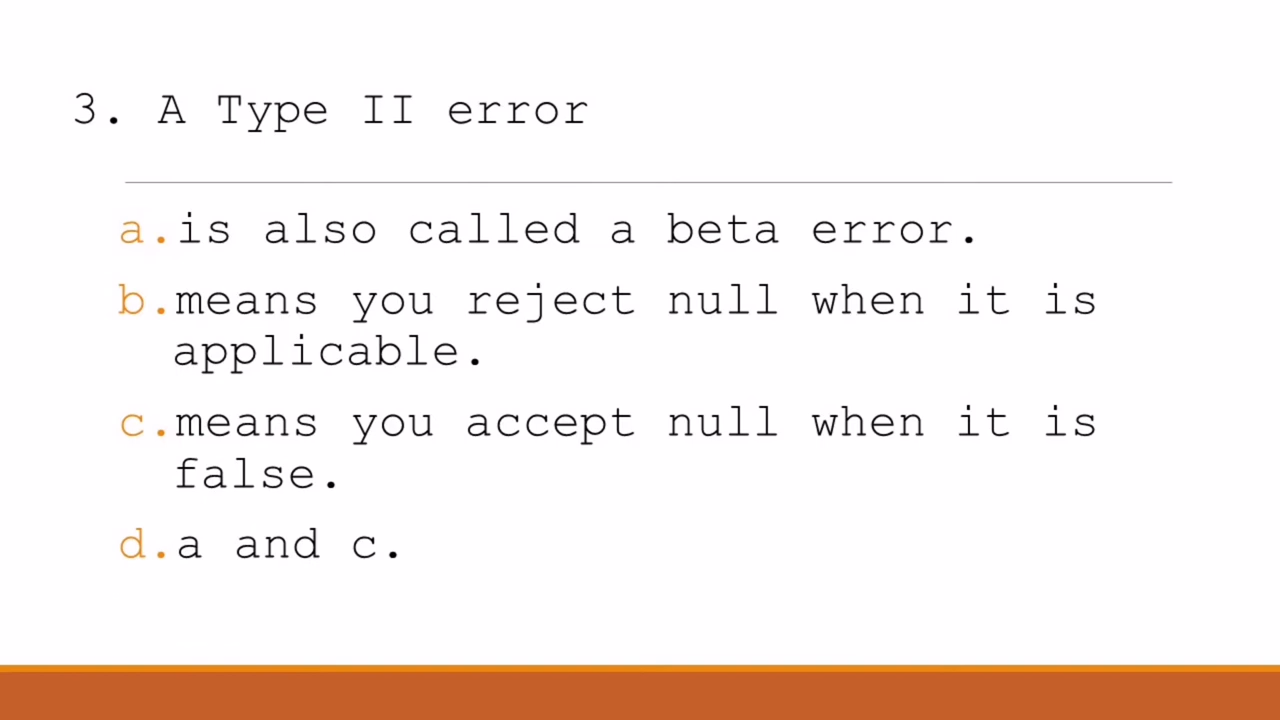 3. A Type II error
a.is also called a beta error.
b.means you reject null when it is
applicable.
c.means you accept null when it is
false.
d.a and c.